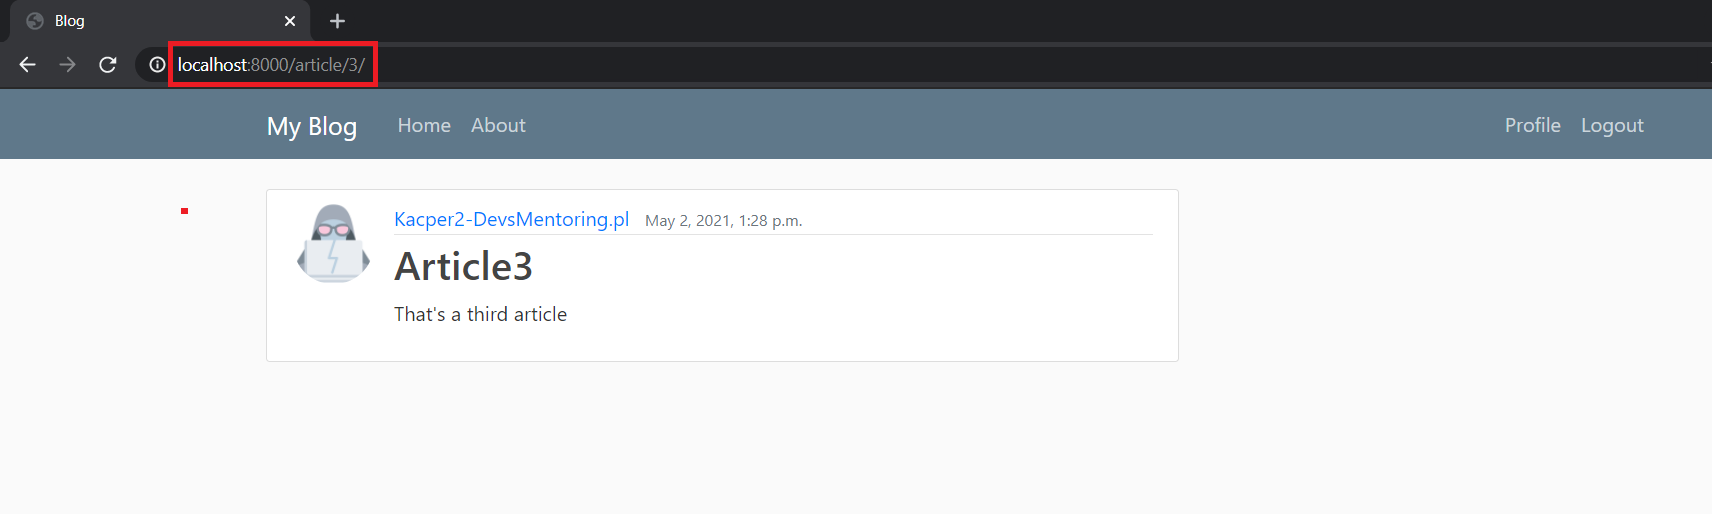 Blog
localhost:8000/article/3/
My Blog Home About Profile Logout
Kacper2-DevsMentoring.pl May 2, 2021, 1:28 p.m.
Article3
That's a third article